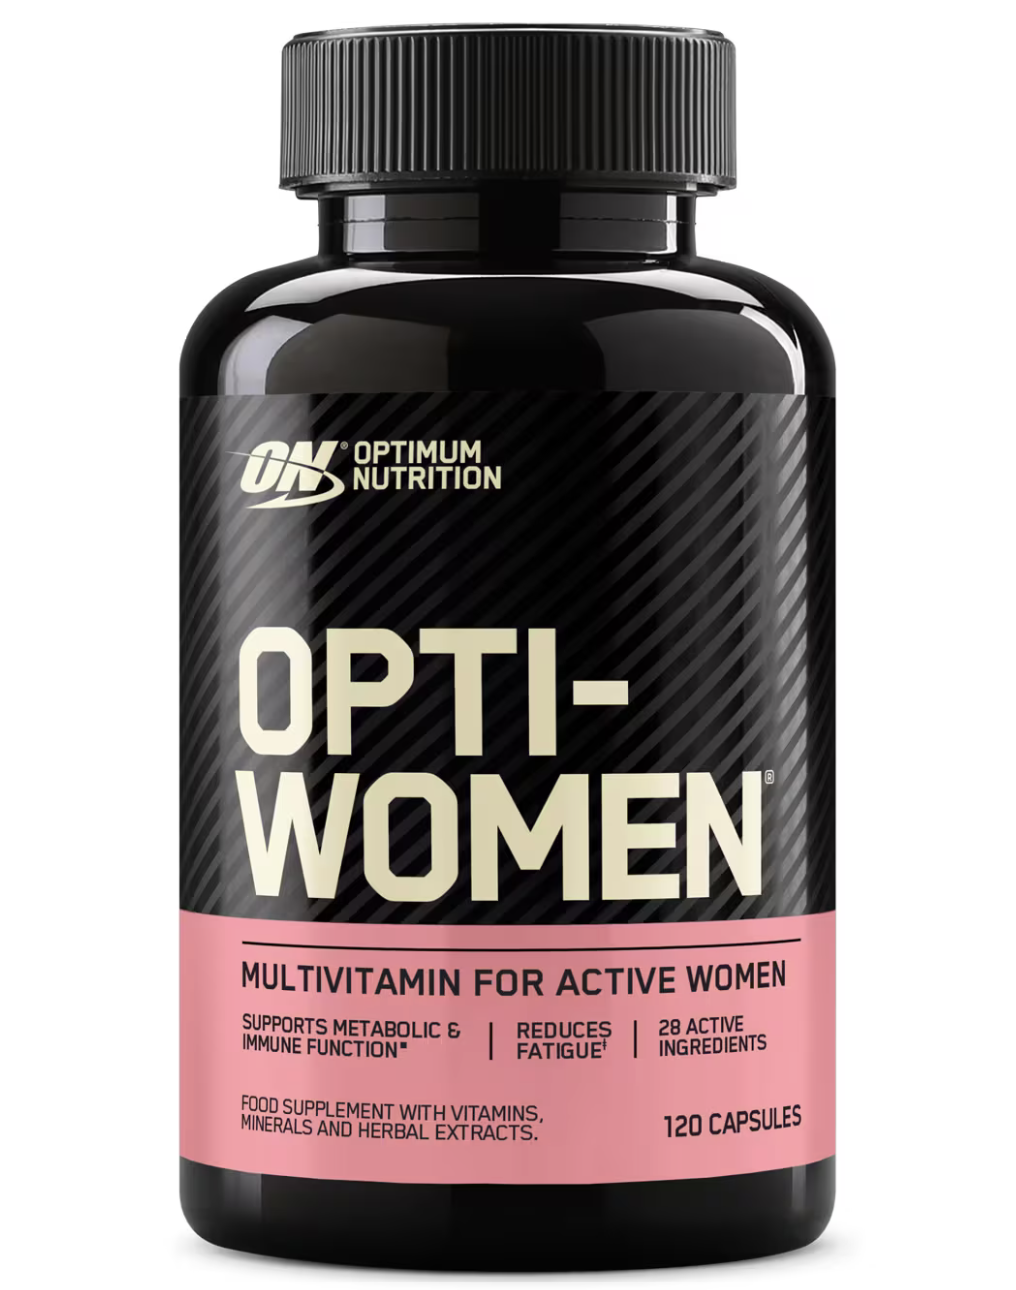 ON® OPTIMUM
NUTRITION
OPTI-
WOMEN®
MULTIVITAMIN FOR ACTIVE WOMEN
SUPPORTS METABOLIC &
IMMUNE FUNCTION▪
REDUCES
FATIGUE‡
28 ACTIVE
INGREDIENTS
FOOD SUPPLEMENT WITH VITAMINS,
MINERALS AND HERBAL EXTRACTS.
120 CAPSULES